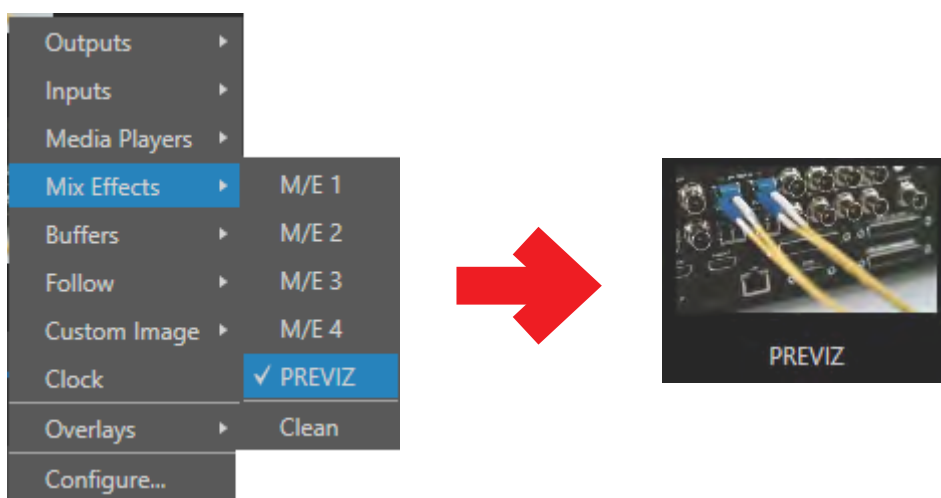 Outputs
Inputs
Media Players
Mix Effects
Buffers
Follow
Custom Image
Clock
Overlays
Configure...
M/E 1
M/E 2
M/E 3
M/E 4
✓ PREVIZ
Clean
PREVIZ